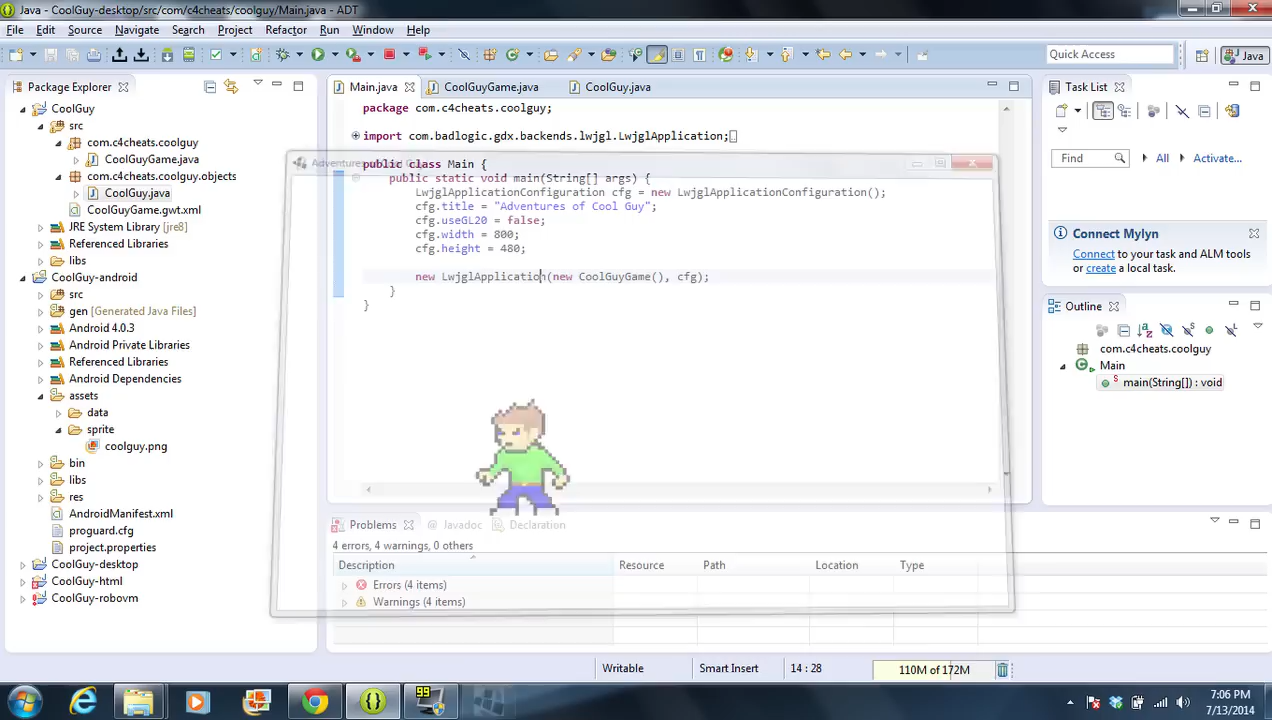 Java - CoolGuy-desktop/src/com/c4cheats/coolguy/Main.java - ADT
File Edit Source Refactor Navigate Search Project Run Window Help
Quick Access
Java
Package Explorer
CoolGuy
src
com.c4cheats.coolguy
CoolGuyGame.java
com.c4cheats.coolguy.objects
CoolGuy.java
CoolGuyGame.gwt.xml
JRE System Library [jre8]
Referenced Libraries
libs
CoolGuy-android
src
gen [Generated Java Files]
Android 4.0.3
Android Private Libraries
Referenced Libraries
Android Dependencies
assets
data
sprite
coolguy.png
bin
libs
res
AndroidManifest.xml
proguard.cfg
project.properties
CoolGuy-desktop
CoolGuy-html
CoolGuy-robovm
Main.java CoolGuyGame.java CoolGuy.java
package com.c4cheats.coolguy;
import com.badlogic.gdx.backends.lwjgl.LwjglApplication;
public class Main {
public static void main(String[] args) {
LwjglApplicationConfiguration cfg = new LwjglApplicationConfiguration();
cfg.title = "Adventures of Cool Guy";
cfg.useGL20 = false;
cfg.width = 800;
cfg.height = 480;
new LwjglApplication(new CoolGuyGame(), cfg);
}
}
Problems @ Javadoc Declaration
4 errors, 4 warnings, 0 others
Description Resource Path Location Type
Errors (4 items)
Warnings (4 items)
Task List
Find All Activate...
Connect Mylyn
Connect to your task and ALM tools
or create a local task.
Outline
com.c4cheats.coolguy
Main
main(String[]) : void
Writable Smart Insert 14 : 28 110M of 172M
99
7:06 PM
7/13/2014